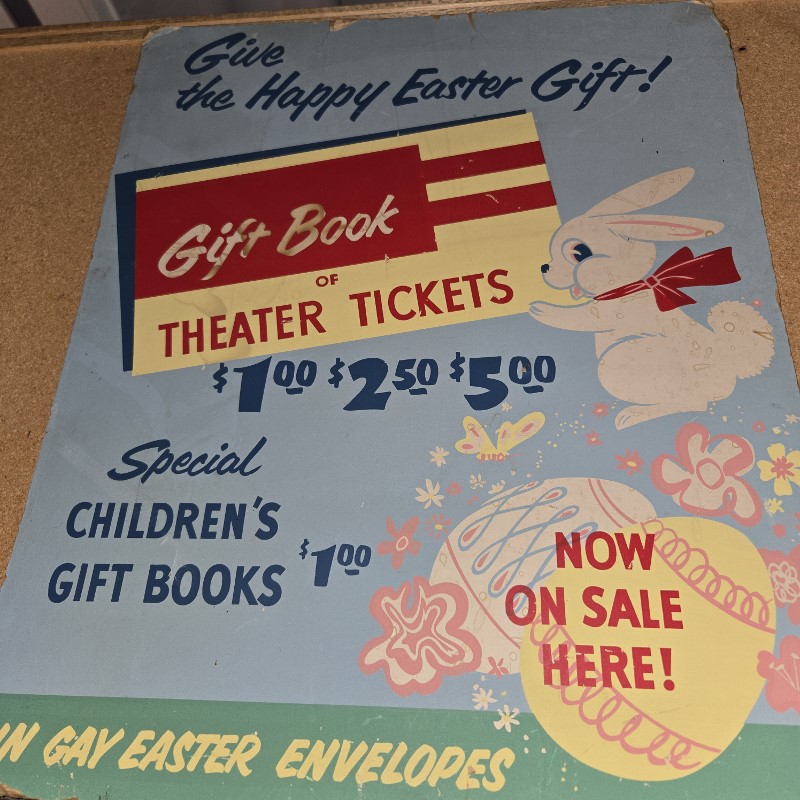 Give
the Happy Easter Gift!
Gift Book
OF
THEATER TICKETS
$1.00 $2.50 $5.00
Special
CHILDREN'S
GIFT BOOKS $1.00
NOW
ON SALE
HERE!
IN GAY EASTER ENVELOPES